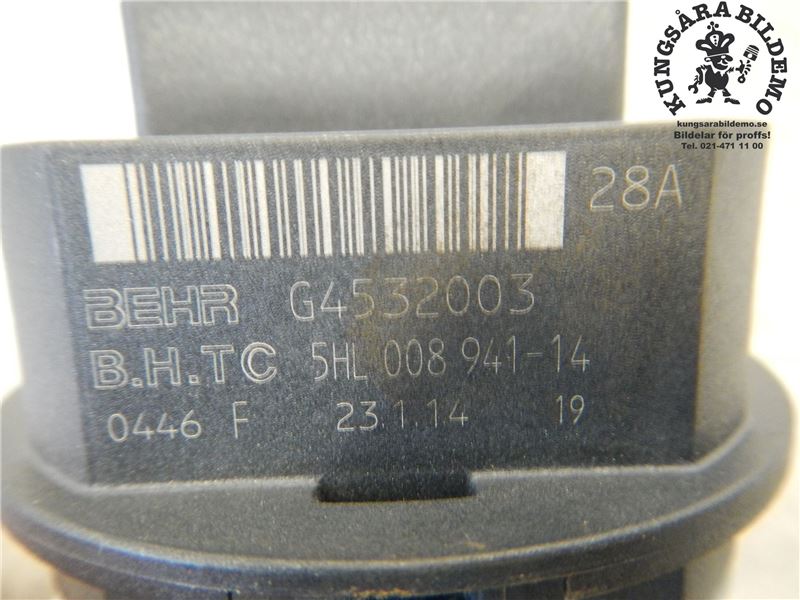 KUNGSÅRA BILDEMO
kungsarabildemo.se
Bildelar för proffs!
Tel. 021-471 11 00
28A
BEHR G4532003
B.H.TC 5HL 008 941-14
0446 F 23.1.14 19